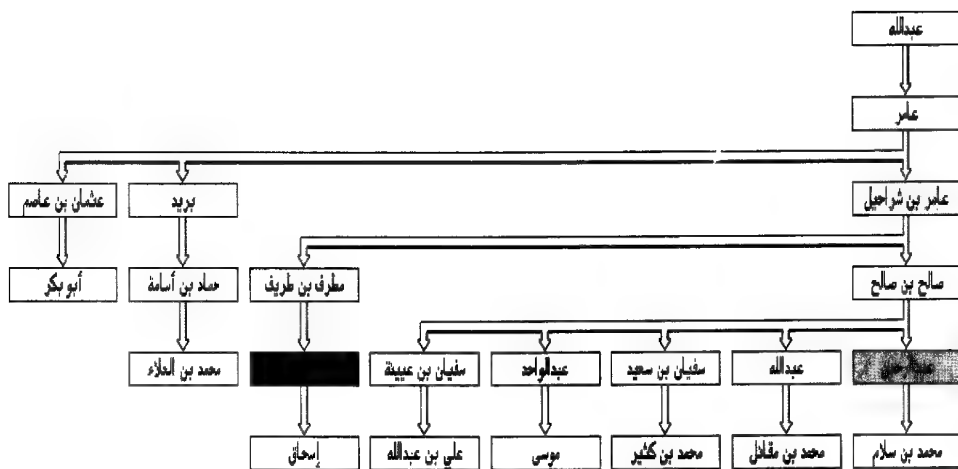 عبدالله
عامر
عامر بن شراحيل
بريد
عثمان بن عاصم
صالح بن صالح
مطرف بن طريف
حماد بن أسامة
أبو بكر
عبدالله
سفيان بن سعيد
عبدالواحد
سفيان بن عيينة
محمد بن العلاء
محمد بن سلام
محمد بن مقاتل
محمد بن كثير
موسى
علي بن عبدالله
إسحاق